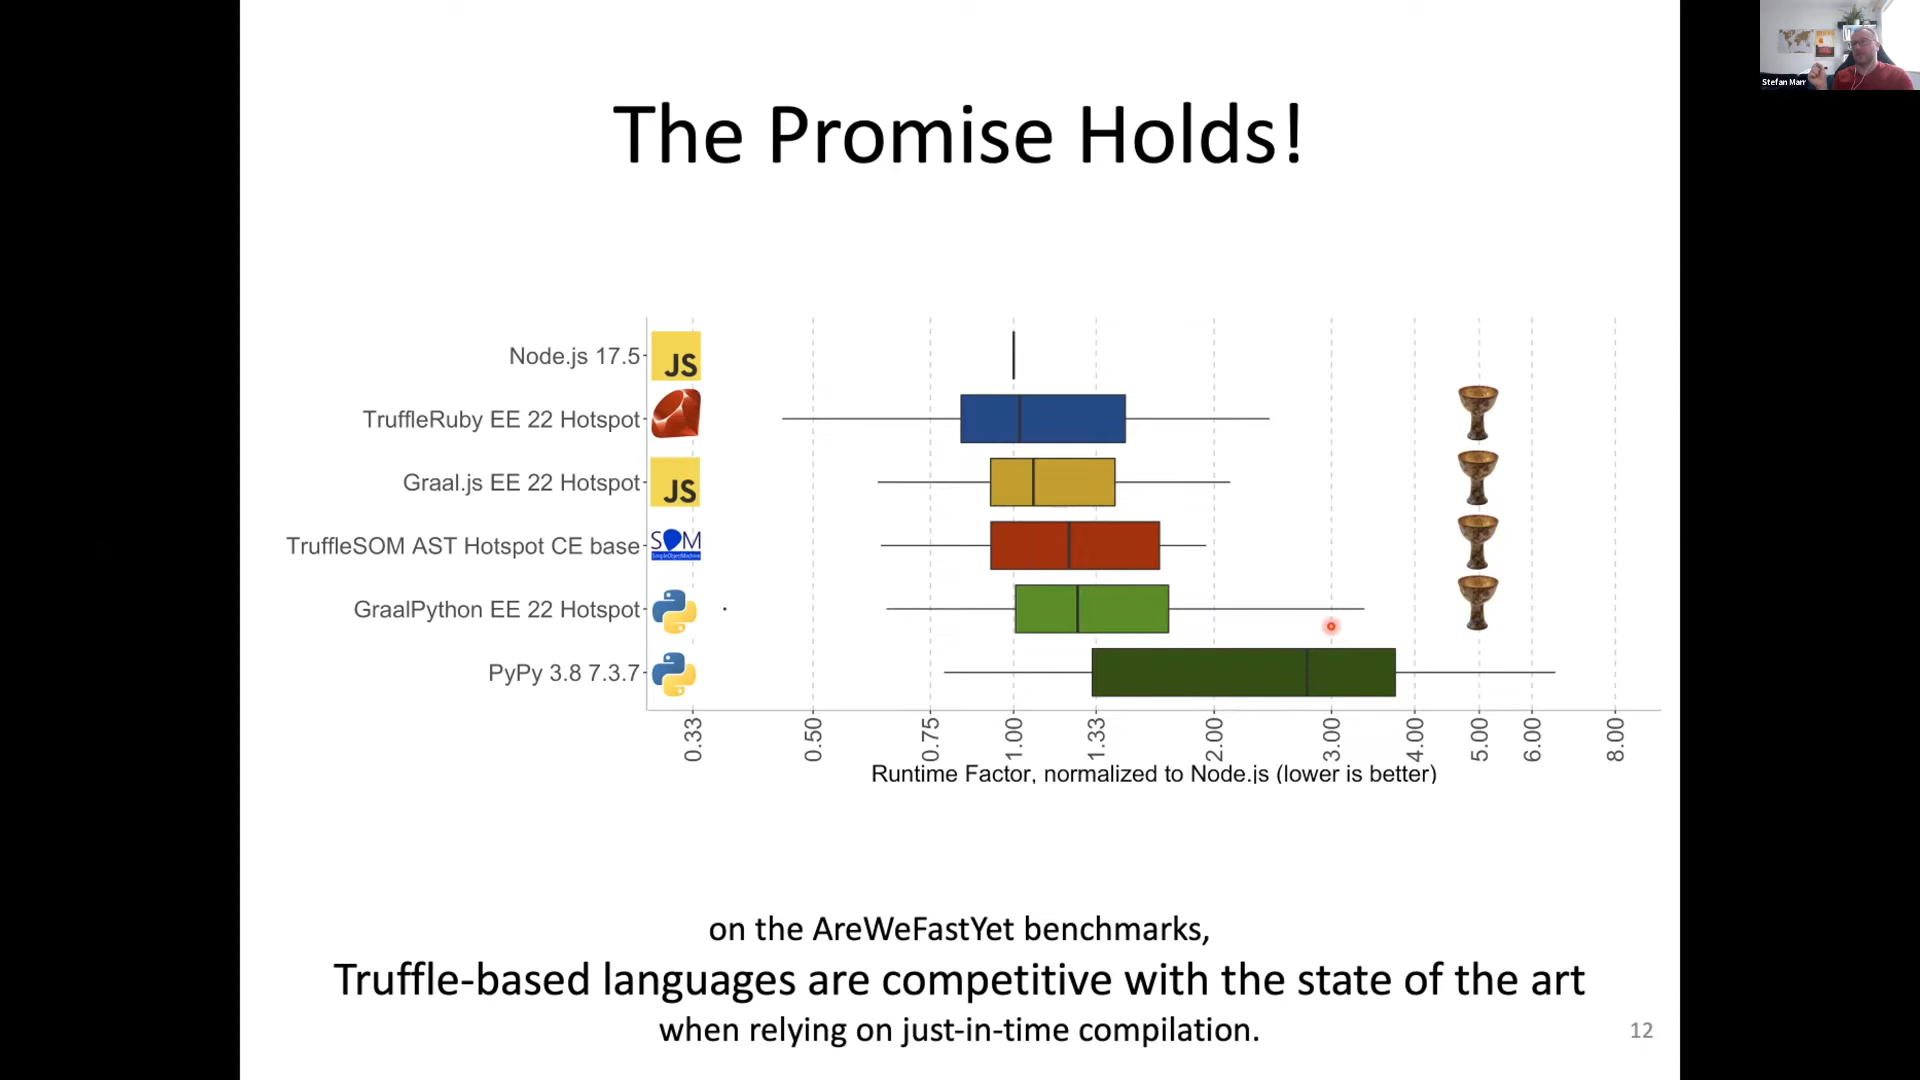 Stefan Marr
The Promise Holds!
Node.js 17.5
JS
TruffleRuby EE 22 Hotspot
Graal.js EE 22 Hotspot
JS
TruffleSOM AST Hotspot CE base
SOM
GraalPython EE 22 Hotspot
PyPy 3.8 7.3.7
0.33
0.50
0.75
1.00
1.33
2.00
3.00
4.00
5.00
6.00
8.00
Runtime Factor, normalized to Node.js (lower is better)
on the AreWeFastYet benchmarks,
Truffle-based languages are competitive with the state of the art
when relying on just-in-time compilation.
12